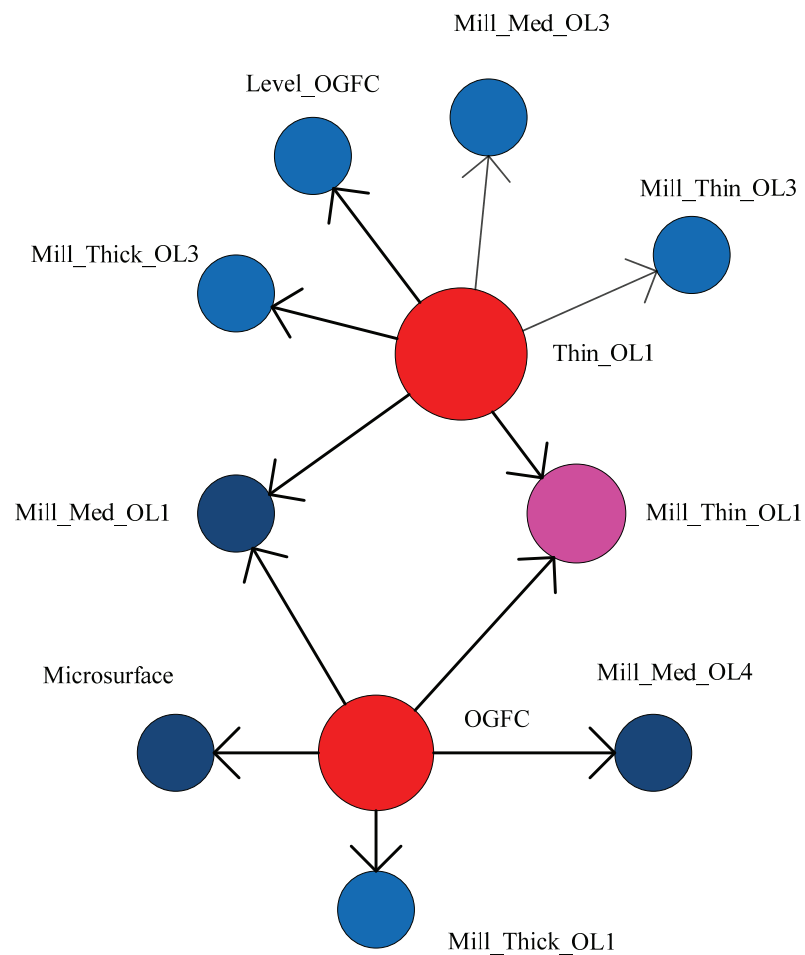 Mill_Med_OL3
Level_OGFC
Mill_Thin_OL3
Mill_Thick_OL3
Thin_OL1
Mill_Med_OL1
Mill_Thin_OL1
Microsurface
Mill_Med_OL4
OGFC
Mill_Thick_OL1